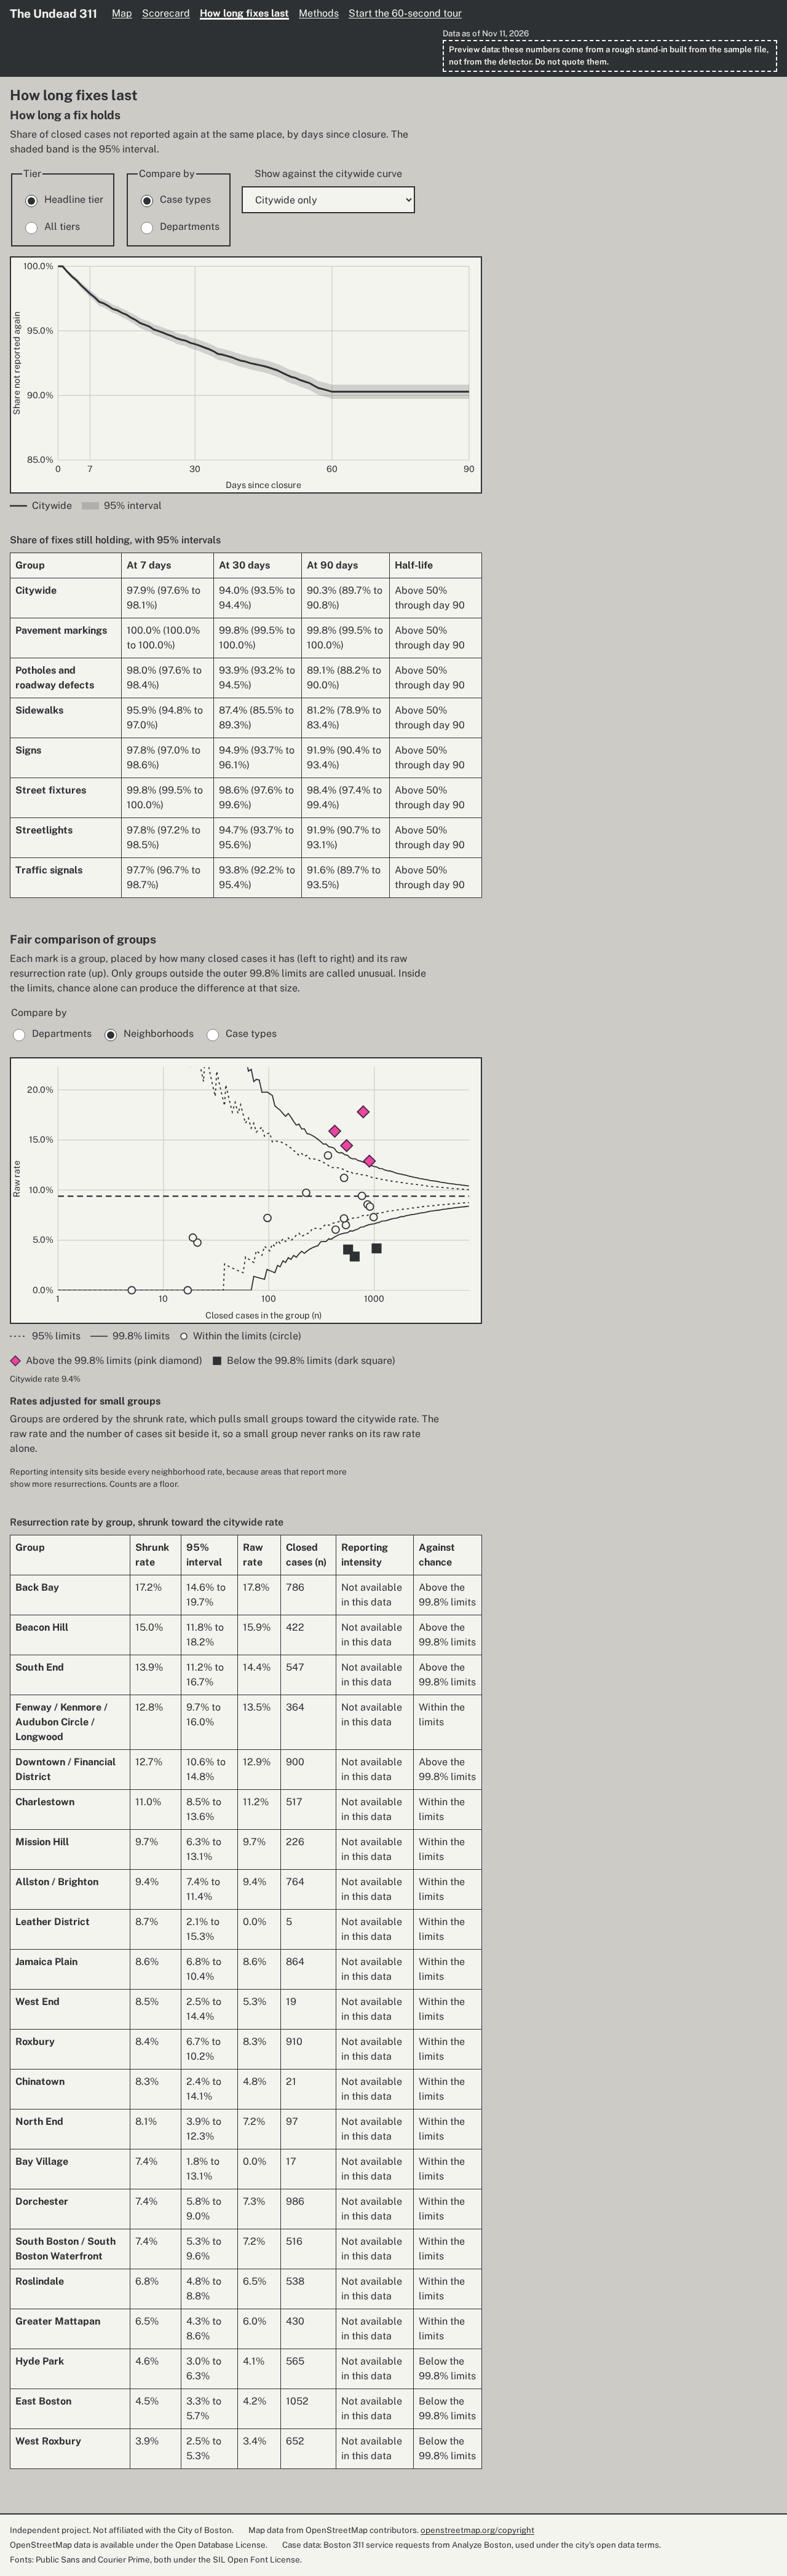 The Undead 311 Map Scorecard How long fixes last Methods Start the 60-second tour
Data as of Nov 11, 2026
Preview data: these numbers come from a rough stand-in built from the sample file,
not from the detector. Do not quote them.
How long fixes last
How long a fix holds
Share of closed cases not reported again at the same place, by days since closure. The
shaded band is the 95% interval.
Tier
Headline tier
All tiers
Compare by
Case types
Departments
Show against the citywide curve
Citywide only
100.0%
95.0%
90.0%
85.0%
Share not reported again
0 7 30 60 90
Days since closure
Citywide 95% interval
Share of fixes still holding, with 95% intervals
Group At 7 days At 30 days At 90 days Half-life
Citywide 97.9% (97.6% to 98.1%) 94.0% (93.5% to 94.4%) 90.3% (89.7% to 90.8%) Above 50% through day 90
Pavement markings 100.0% (100.0% to 100.0%) 99.8% (99.5% to 100.0%) 99.8% (99.5% to 100.0%) Above 50% through day 90
Potholes and roadway defects 98.0% (97.6% to 98.4%) 93.9% (93.2% to 94.5%) 89.1% (88.2% to 90.0%) Above 50% through day 90
Sidewalks 95.9% (94.8% to 97.0%) 87.4% (85.5% to 89.3%) 81.2% (78.9% to 83.4%) Above 50% through day 90
Signs 97.8% (97.0% to 98.6%) 94.9% (93.7% to 96.1%) 91.9% (90.4% to 93.4%) Above 50% through day 90
Street fixtures 99.8% (99.5% to 100.0%) 98.6% (97.6% to 99.6%) 98.4% (97.4% to 99.4%) Above 50% through day 90
Streetlights 97.8% (97.2% to 98.5%) 94.7% (93.7% to 95.6%) 91.9% (90.7% to 93.1%) Above 50% through day 90
Traffic signals 97.7% (96.7% to 98.7%) 93.8% (92.2% to 95.4%) 91.6% (89.7% to 93.5%) Above 50% through day 90
Fair comparison of groups
Each mark is a group, placed by how many closed cases it has (left to right) and its raw
resurrection rate (up). Only groups outside the outer 99.8% limits are called unusual. Inside
the limits, chance alone can produce the difference at that size.
Compare by
Departments Neighborhoods Case types
20.0%
15.0%
10.0%
5.0%
0.0%
Raw rate
1 10 100 1000
Closed cases in the group (n)
95% limits 99.8% limits Within the limits (circle)
Above the 99.8% limits (pink diamond) Below the 99.8% limits (dark square)
Citywide rate 9.4%
Rates adjusted for small groups
Groups are ordered by the shrunk rate, which pulls small groups toward the citywide rate. The
raw rate and the number of cases sit beside it, so a small group never ranks on its raw rate
alone.
Reporting intensity sits beside every neighborhood rate, because areas that report more
show more resurrections. Counts are a floor.
Resurrection rate by group, shrunk toward the citywide rate
Group Shrunk rate 95% interval Raw rate Closed cases (n) Reporting intensity Against chance
Back Bay 17.2% 14.6% to 19.7% 17.8% 786 Not available in this data Above the 99.8% limits
Beacon Hill 15.0% 11.8% to 18.2% 15.9% 422 Not available in this data Above the 99.8% limits
South End 13.9% 11.2% to 16.7% 14.4% 547 Not available in this data Above the 99.8% limits
Fenway / Kenmore / Audubon Circle / Longwood 12.8% 9.7% to 16.0% 13.5% 364 Not available in this data Within the limits
Downtown / Financial District 12.7% 10.6% to 14.8% 12.9% 900 Not available in this data Above the 99.8% limits
Charlestown 11.0% 8.5% to 13.6% 11.2% 517 Not available in this data Within the limits
Mission Hill 9.7% 6.3% to 13.1% 9.7% 226 Not available in this data Within the limits
Allston / Brighton 9.4% 7.4% to 11.4% 9.4% 764 Not available in this data Within the limits
Leather District 8.7% 2.1% to 15.3% 0.0% 5 Not available in this data Within the limits
Jamaica Plain 8.6% 6.8% to 10.4% 8.6% 864 Not available in this data Within the limits
West End 8.5% 2.5% to 14.4% 5.3% 19 Not available in this data Within the limits
Roxbury 8.4% 6.7% to 10.2% 8.3% 910 Not available in this data Within the limits
Chinatown 8.3% 2.4% to 14.1% 4.8% 21 Not available in this data Within the limits
North End 8.1% 3.9% to 12.3% 7.2% 97 Not available in this data Within the limits
Bay Village 7.4% 1.8% to 13.1% 0.0% 17 Not available in this data Within the limits
Dorchester 7.4% 5.8% to 9.0% 7.3% 986 Not available in this data Within the limits
South Boston / South Boston Waterfront 7.4% 5.3% to 9.6% 7.2% 516 Not available in this data Within the limits
Roslindale 6.8% 4.8% to 8.8% 6.5% 538 Not available in this data Within the limits
Greater Mattapan 6.5% 4.3% to 8.6% 6.0% 430 Not available in this data Within the limits
Hyde Park 4.6% 3.0% to 6.3% 4.1% 565 Not available in this data Below the 99.8% limits
East Boston 4.5% 3.3% to 5.7% 4.2% 1052 Not available in this data Below the 99.8% limits
West Roxbury 3.9% 2.5% to 5.3% 3.4% 652 Not available in this data Below the 99.8% limits
Independent project. Not affiliated with the City of Boston. Map data from OpenStreetMap contributors. openstreetmap.org/copyright
OpenStreetMap data is available under the Open Database License. Case data: Boston 311 service requests from Analyze Boston, used under the city's open data terms.
Fonts: Public Sans and Courier Prime, both under the SIL Open Font License.